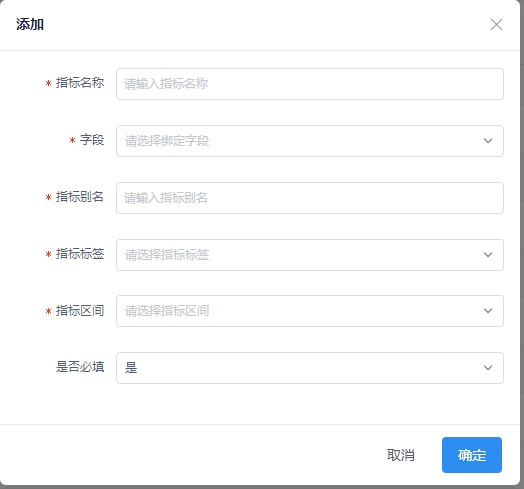 添加
* 指标名称 请输入指标名称
* 字段 请选择绑定字段
* 指标别名 请输入指标别名
* 指标标签 请选择指标标签
* 指标区间 请选择指标区间
是否必填 是
取消 确定